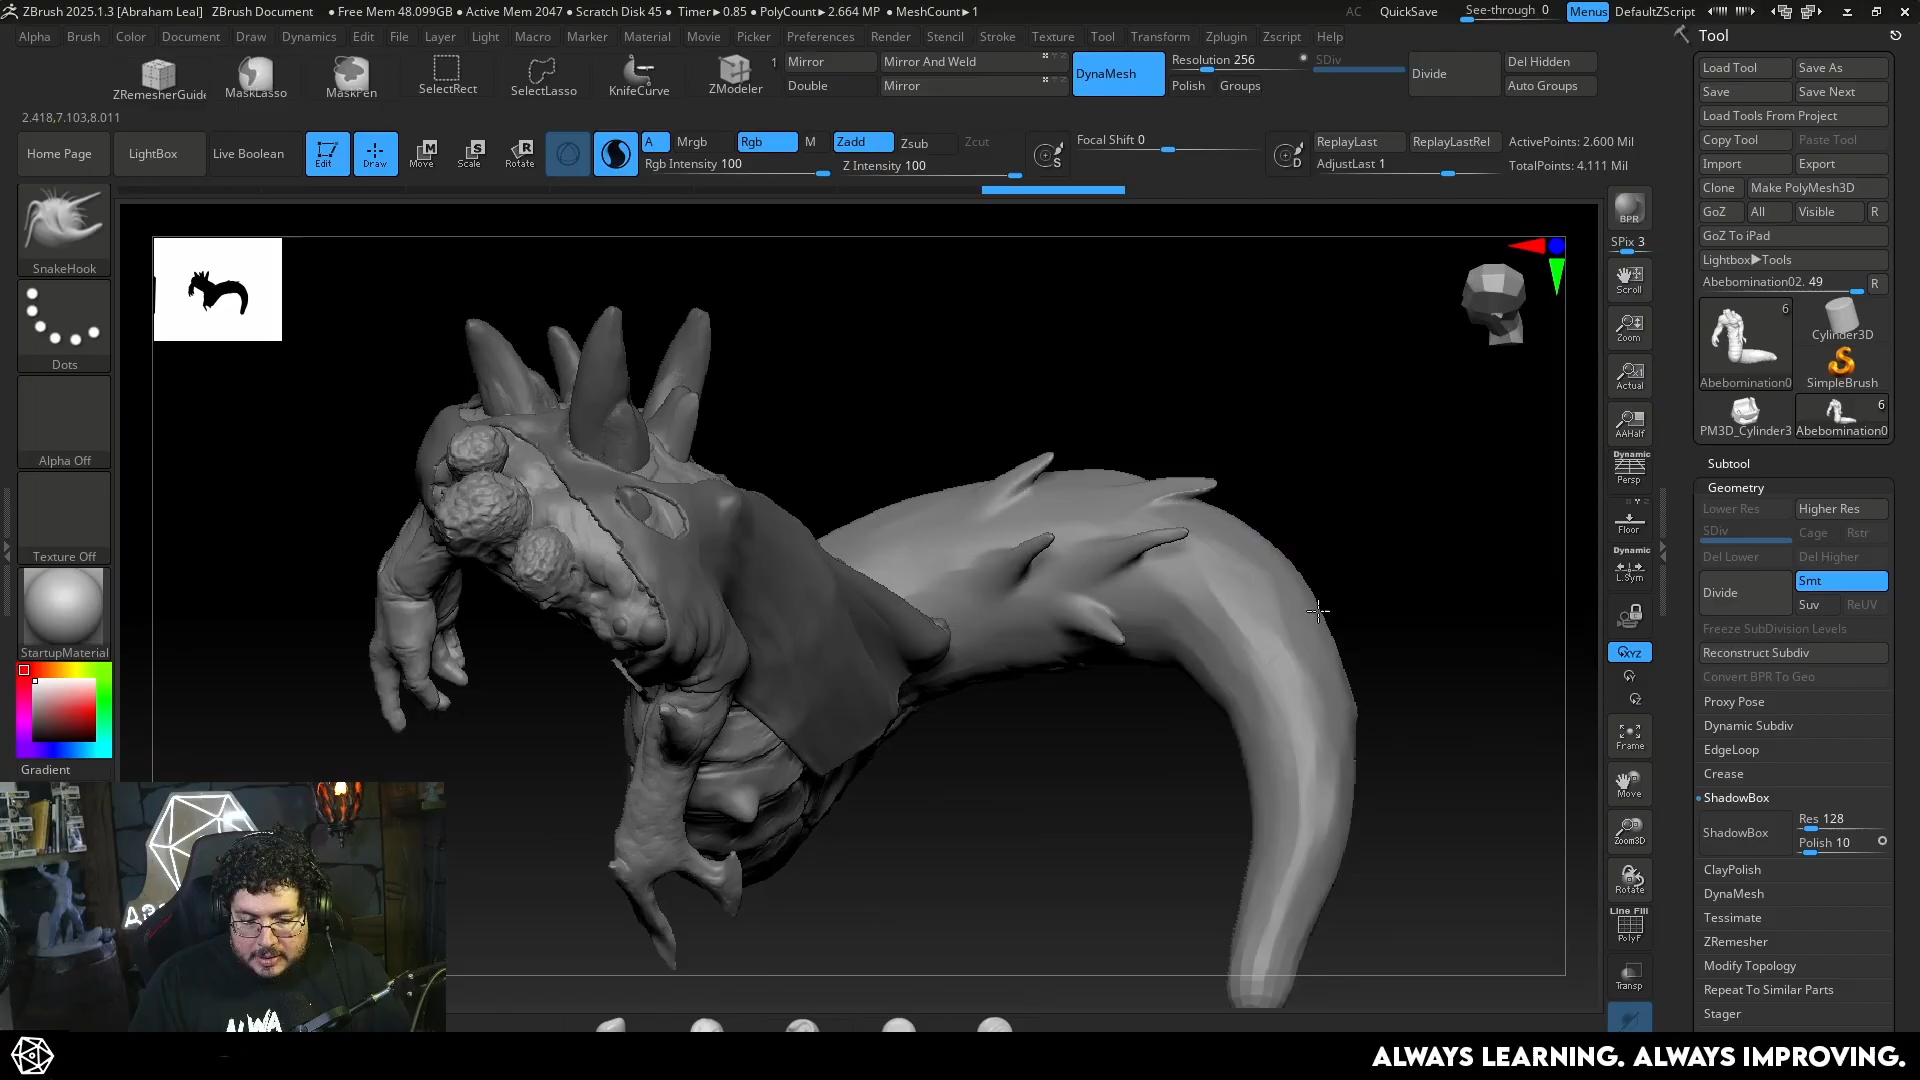 ZBrush 2025.1.3 [Abraham Leal] ZBrush Document ● Free Mem 48.099GB ● Active Mem 2047 ● Scratch Disk 45 ● Timer►0.85 ● PolyCount►2.664 MP ● MeshCount►1 AC QuickSave See-through 0 Menus DefaultZScript
Alpha Brush Color Document Draw Dynamics Edit File Layer Light Macro Marker Material Movie Picker Preferences Render Stencil Stroke Texture Tool Transform Zplugin Zscript Help
ZRemesherGuide MaskLasso MaskPen SelectRect SelectLasso KnifeCurve ZModeler 1
Mirror Mirror And Weld DynaMesh Resolution 256 SDiv Divide Del Hidden
Double Mirror Polish Groups Auto Groups
2.418,7.103,8.011
Home Page LightBox Live Boolean Edit Draw Move Scale Rotate
A Mrgb Rgb M Zadd Zsub Zcut S Focal Shift 0 D ReplayLast ReplayLastRel ActivePoints: 2.600 Mil
Rgb Intensity 100 Z Intensity 100 AdjustLast 1 TotalPoints: 4.111 Mil
SnakeHook
Dots
Alpha Off
Texture Off
StartupMaterial
Gradient
BPR
SPix 3
Scroll
Zoom
Actual
AAHalf
Dynamic
Persp
Floor
Dynamic
L.Sym
XYZ
Y
Z
Frame
Move
Zoom3D
Rotate
Line Fill
PolyF
Transp
Tool
Load Tool Save As
Save Save Next
Load Tools From Project
Copy Tool Paste Tool
Import Export
Clone Make PolyMesh3D
GoZ All Visible R
GoZ To iPad
Lightbox►Tools
Abebomination02. 49 R
6
Cylinder3D
Abebomination0 SimpleBrush
6
PM3D_Cylinder3 Abebomination0
Subtool
Geometry
Lower Res Higher Res
SDiv Cage Rstr
Del Lower Del Higher
Divide Smt
Suv ReUV
Freeze SubDivision Levels
Reconstruct Subdiv
Convert BPR To Geo
Proxy Pose
Dynamic Subdiv
EdgeLoop
Crease
ShadowBox
ShadowBox Res 128
Polish 10
ClayPolish
DynaMesh
Tessimate
ZRemesher
Modify Topology
Repeat To Similar Parts
Stager
ALWAYS LEARNING. ALWAYS IMPROVING.